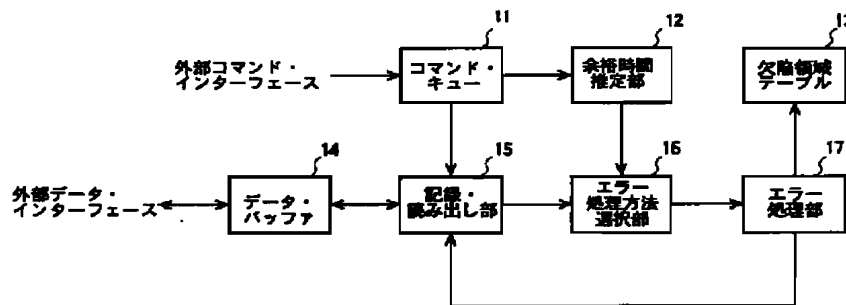 11
12
13
外部コマンド・
インターフェース
コマンド・
キュー
余裕時間
推定部
欠陥領域
テーブル
14
15
16
17
外部データ・
インターフェース
データ・
バッファ
記録・
読み出し部
エラー
処理方法
選択部
エラー
処理部